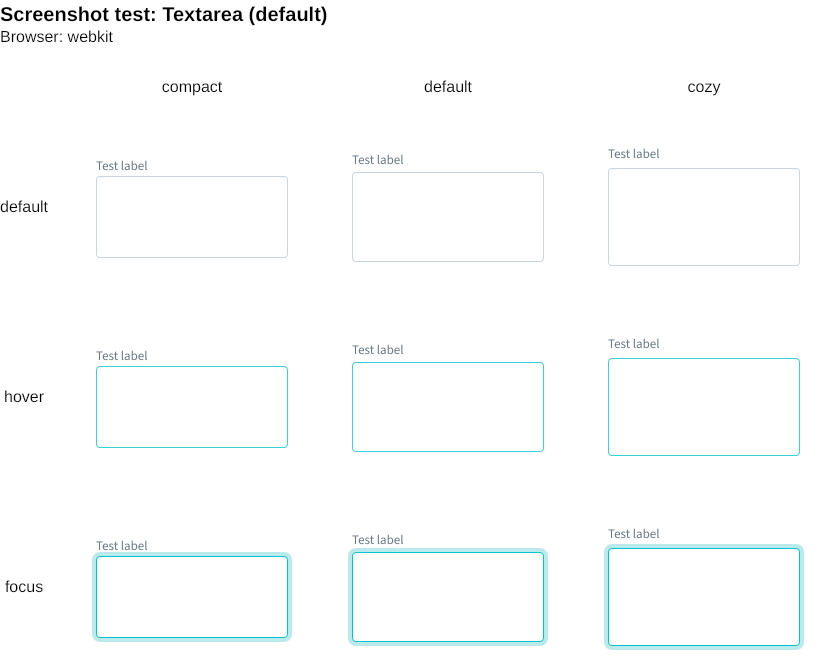 Screenshot test: Textarea (default)
Browser: webkit
compact default cozy
Test label Test label Test label
default
Test label Test label Test label
hover
Test label Test label Test label
focus